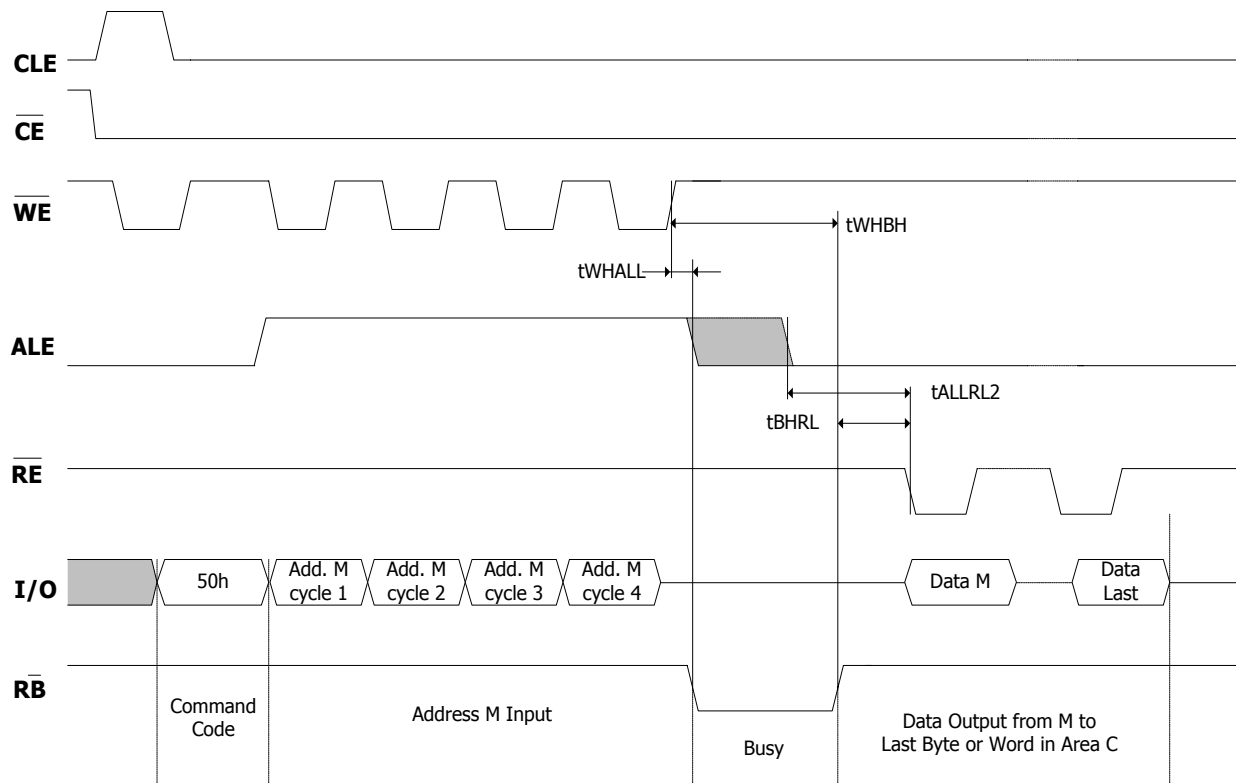 CLE
CE
WE
tWHBH
tWHALL
ALE
tALLRL2
tBHRL
RE
I/O
50h
Add. M
cycle 1
Add. M
cycle 2
Add. M
cycle 3
Add. M
cycle 4
Data M
Data
Last
RB
Command
Code
Address M Input
Busy
Data Output from M to
Last Byte or Word in Area C